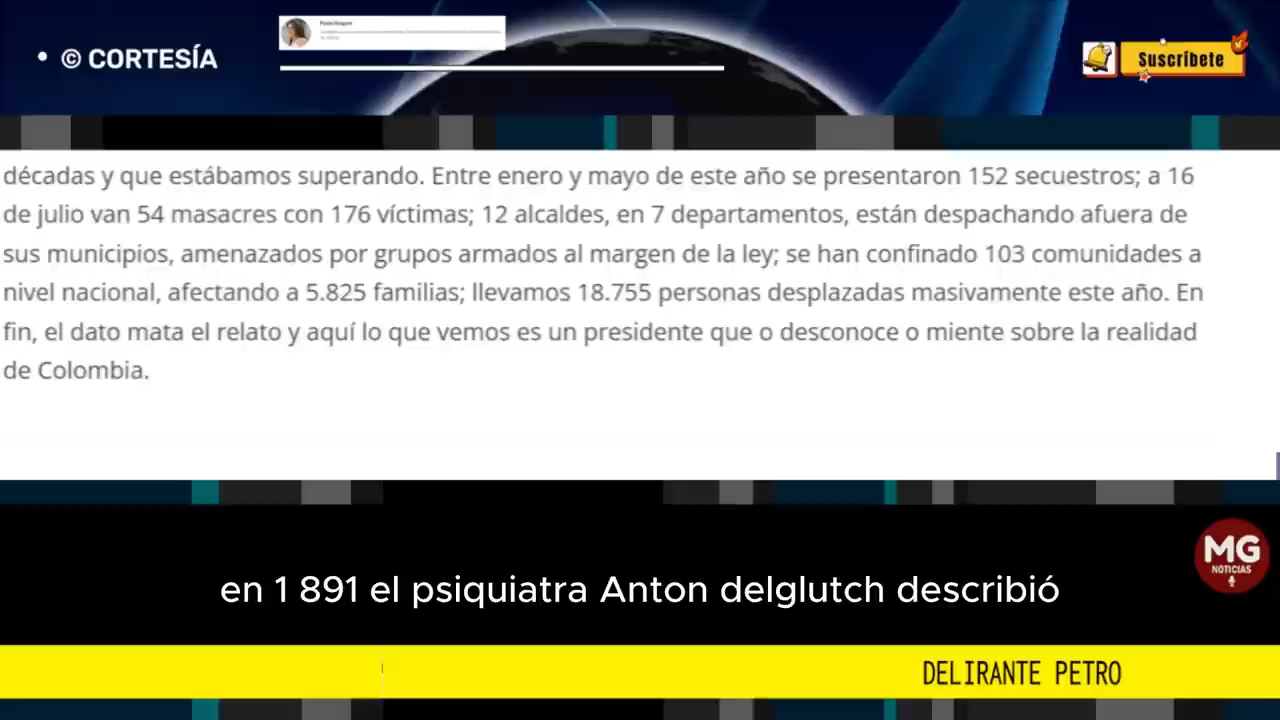 • © CORTESÍA
Suscríbete
décadas y que estábamos superando. Entre enero y mayo de este año se presentaron 152 secuestros; a 16
de julio van 54 masacres con 176 víctimas; 12 alcaldes, en 7 departamentos, están despachando afuera de
sus municipios, amenazados por grupos armados al margen de la ley; se han confinado 103 comunidades a
nivel nacional, afectando a 5.825 familias; llevamos 18.755 personas desplazadas masivamente este año. En
fin, el dato mata el relato y aquí lo que vemos es un presidente que o desconoce o miente sobre la realidad
de Colombia.
MG
NOTICIAS
en 1 891 el psiquiatra Anton delglutch describió
DELIRANTE PETRO